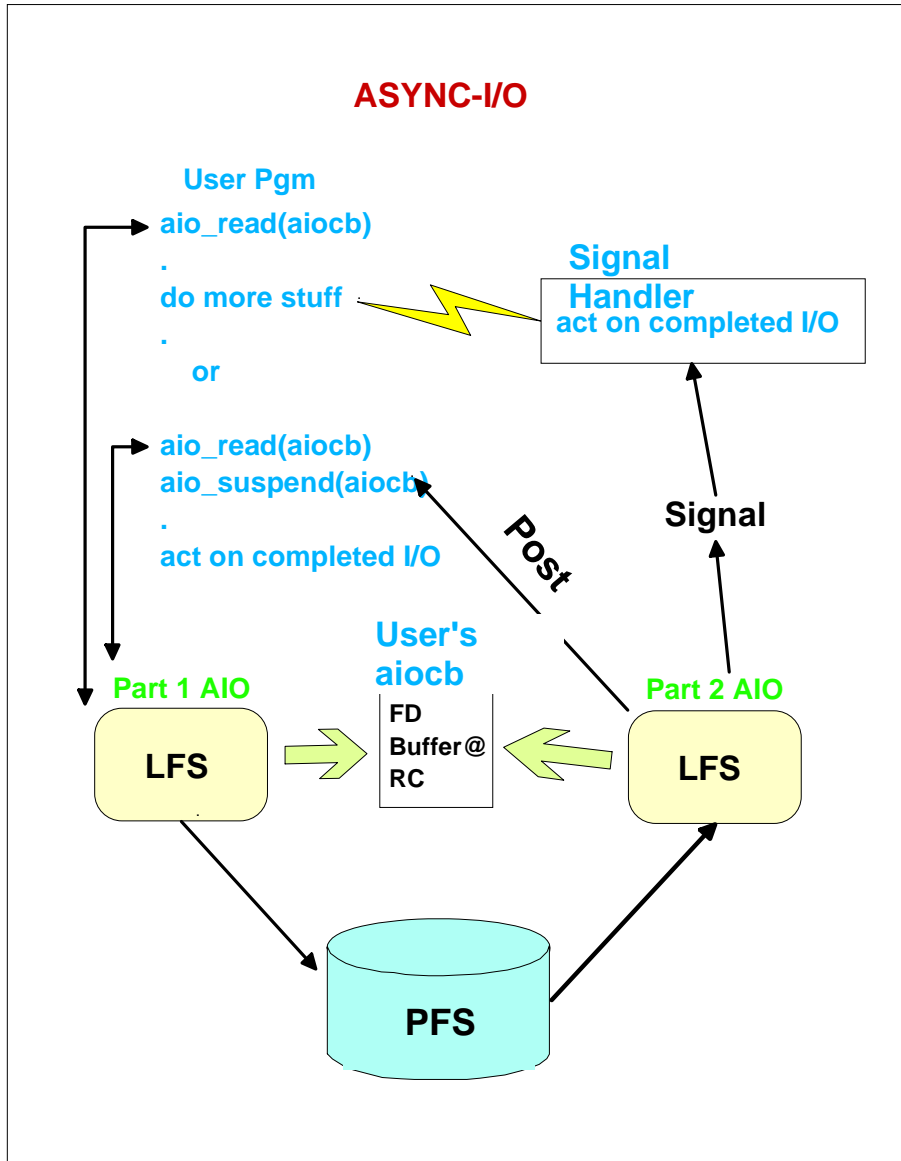 ASYNC-I/O
User Pgm
aio_read(aiocb)
.
do more stuff
.
or
aio_read(aiocb)
aio_suspend(aiocb)
.
act on completed I/O
Signal
Handler
act on completed I/O
Signal
Post
User's
aiocb
FD
Buffer@
RC
Part 1 AIO
LFS
Part 2 AIO
LFS
PFS